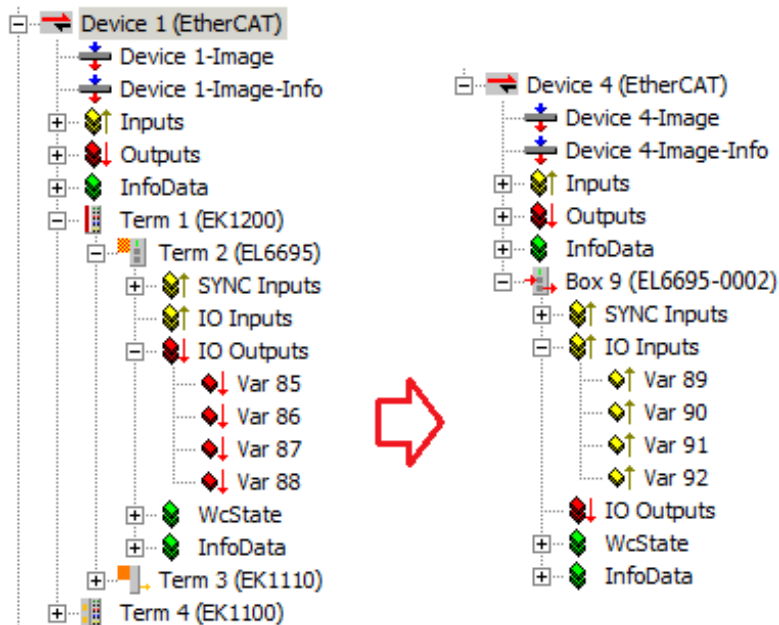 Device 1 (EtherCAT)
Device 1-Image
Device 1-Image-Info
Inputs
Outputs
InfoData
Term 1 (EK1200)
Term 2 (EL6695)
SYNC Inputs
IO Inputs
IO Outputs
Var 85
Var 86
Var 87
Var 88
WcState
InfoData
Term 3 (EK1110)
Term 4 (EK1100)
Device 4 (EtherCAT)
Device 4-Image
Device 4-Image-Info
Inputs
Outputs
InfoData
Box 9 (EL6695-0002)
SYNC Inputs
IO Inputs
Var 89
Var 90
Var 91
Var 92
IO Outputs
WcState
InfoData